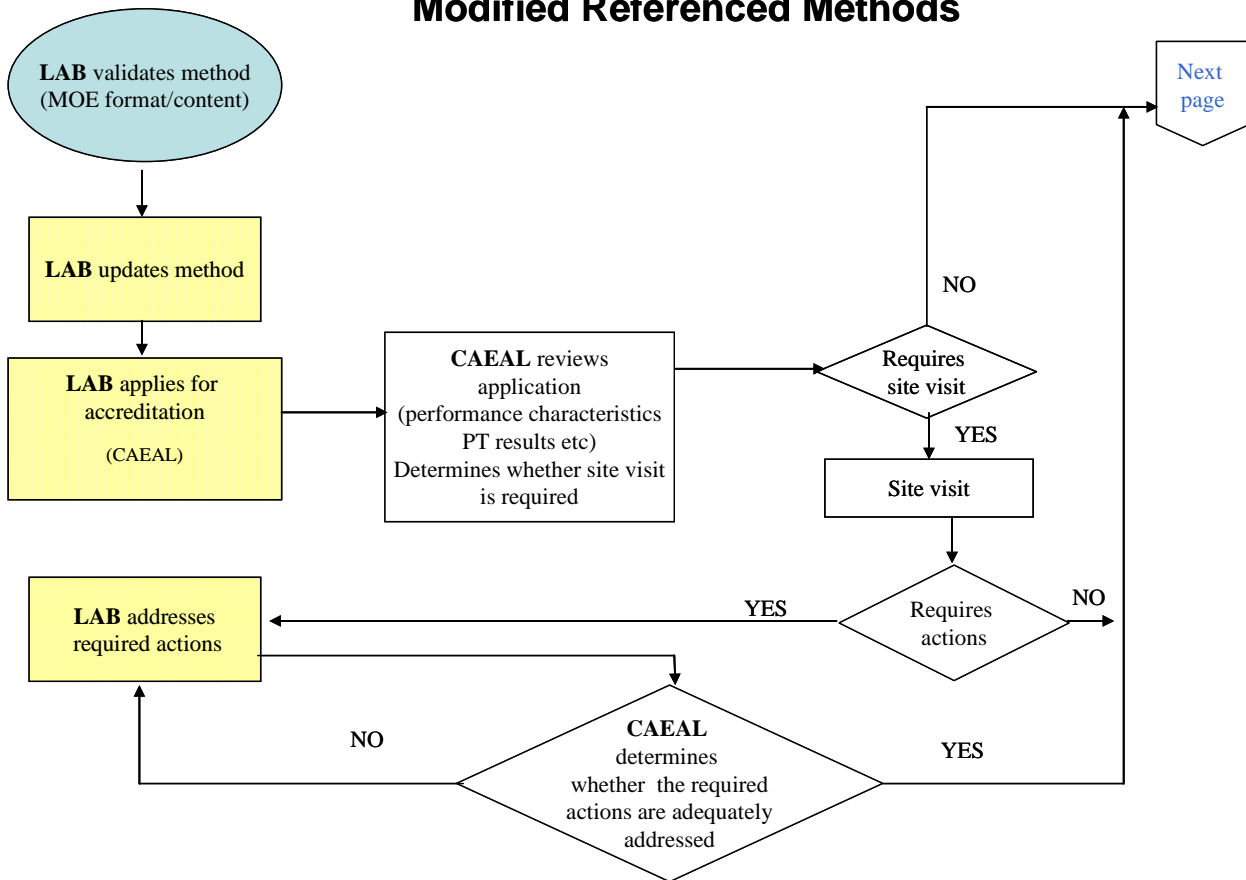 Modified Referenced Methods
LAB validates method
(MOE format/content)
Next
page
LAB updates method
NO
LAB applies for
accreditation
(CAEAL)
CAEAL reviews
application
(performance characteristics
PT results etc)
Determines whether site visit
is required
Requires
site visit
YES
Site visit
LAB addresses
required actions
YES
Requires
actions
NO
NO
CAEAL
determines
whether the required
actions are adequately
addressed
YES